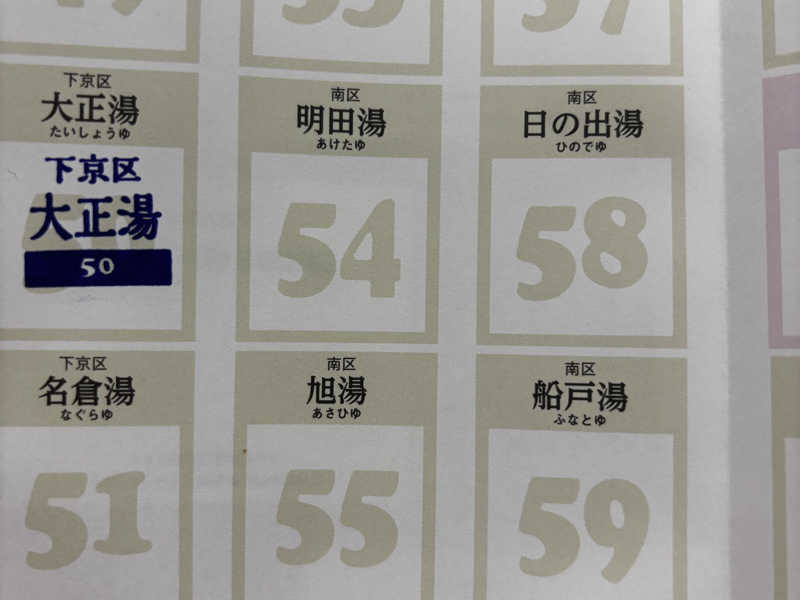 下京区
大正湯
たいしょうゆ
下京区
大正湯
50
南区
明田湯
あけたゆ
54
南区
日の出湯
ひのでゆ
58
下京区
名倉湯
なぐらゆ
51
南区
旭湯
あさひゆ
55
南区
船戸湯
ふなとゆ
59